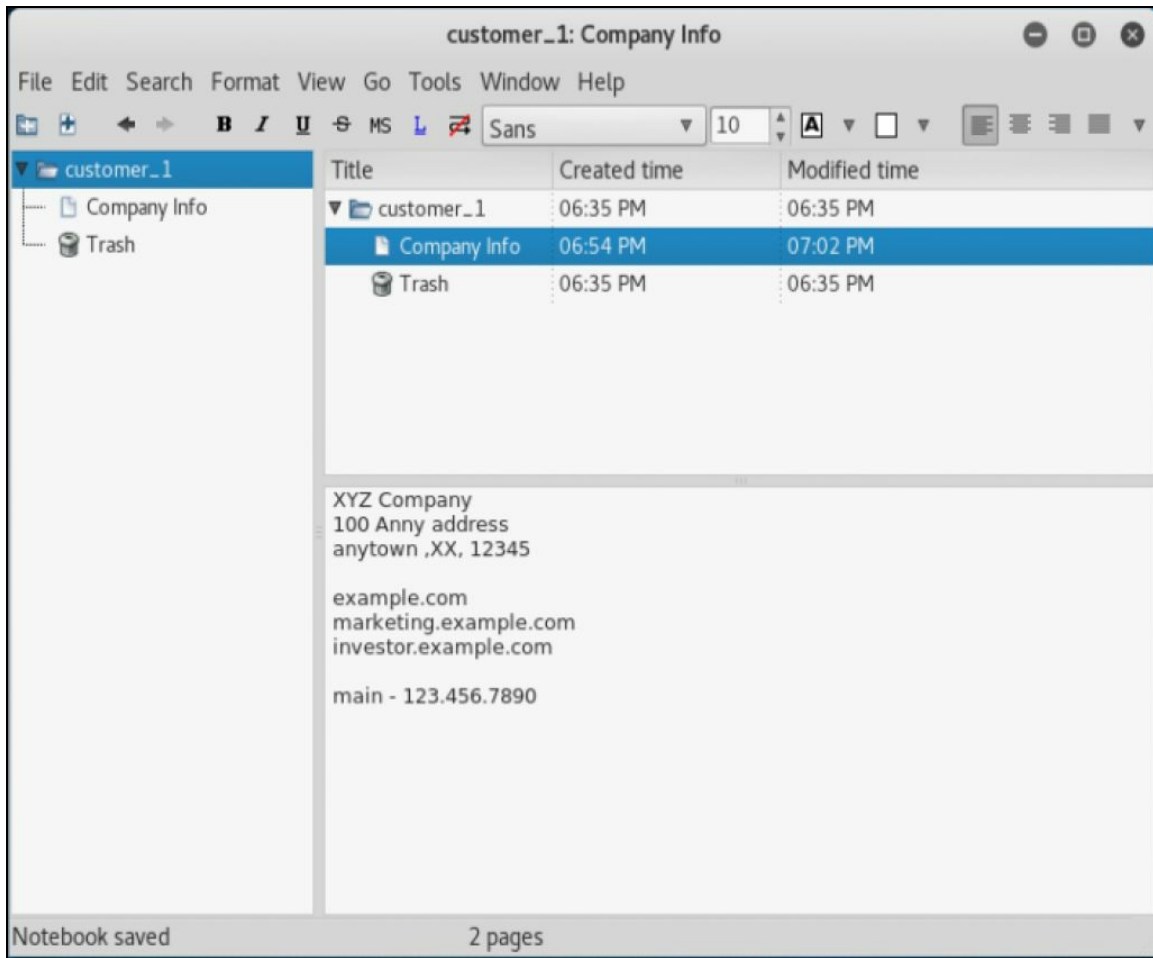 customer_1: Company Info
File Edit Search Format View Go Tools Window Help
B I U S MS L Sans 10 A
customer_1
Company Info
Trash
Title Created time Modified time
customer_1 06:35 PM 06:35 PM
Company Info 06:54 PM 07:02 PM
Trash 06:35 PM 06:35 PM
XYZ Company
100 Anny address
anytown ,XX, 12345
example.com
marketing.example.com
investor.example.com
main - 123.456.7890
Notebook saved 2 pages